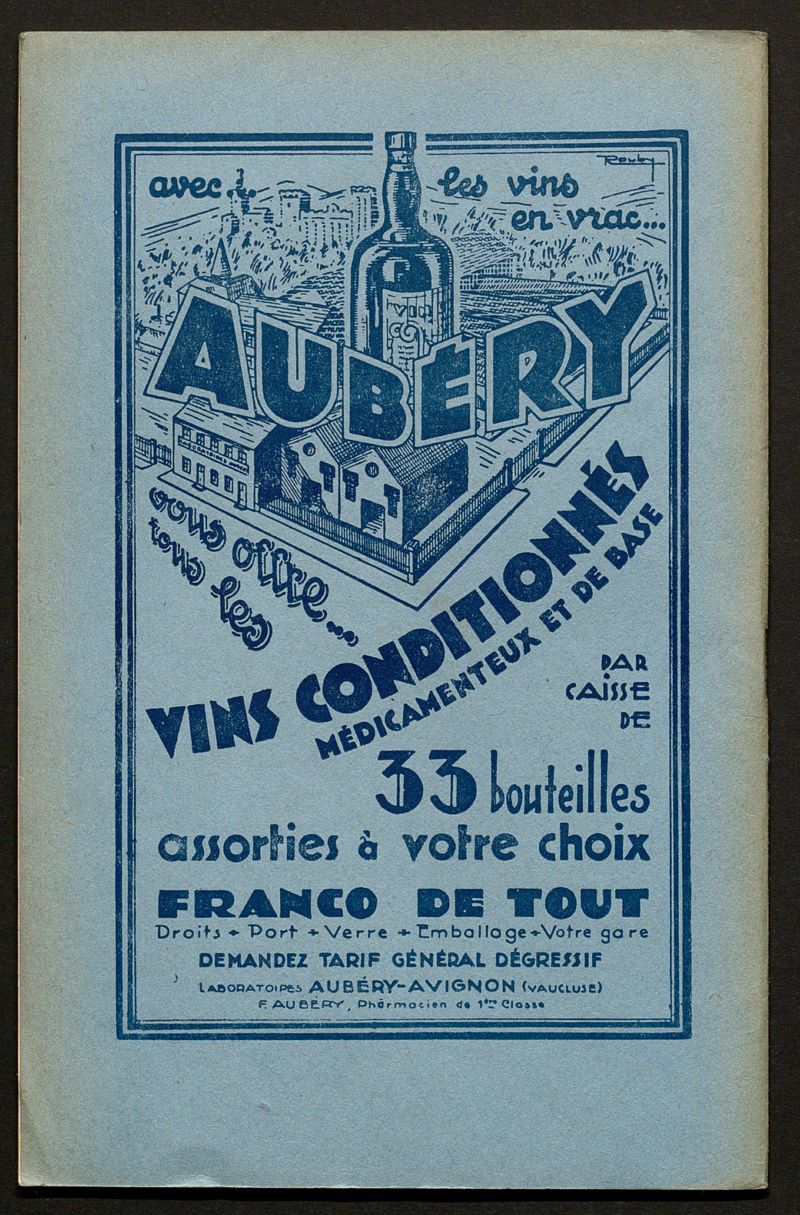 avec...
les vins
en vrac...
Rouby
VIN
AUBÉRY
vous offre...
tous les
VINS CONDITIONNÉS
MÉDICAMENTEUX ET DE BASE
PAR
CAISSE
DE
33 bouteilles
assorties à votre choix
FRANCO DE TOUT
Droits + Port + Verre + Emballage + Votre gare
DEMANDEZ TARIF GÉNÉRAL DÉGRESSIF
LABORATOIRES AUBÉRY-AVIGNON (VAUCLUSE)
F. AUBÉRY, Pharmacien de 1ère Classe